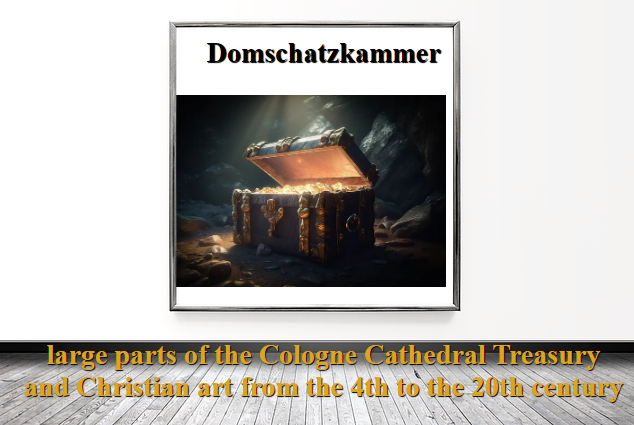 Domschatzkammer
large parts of the Cologne Cathedral Treasury
and Christian art from the 4th to the 20th century